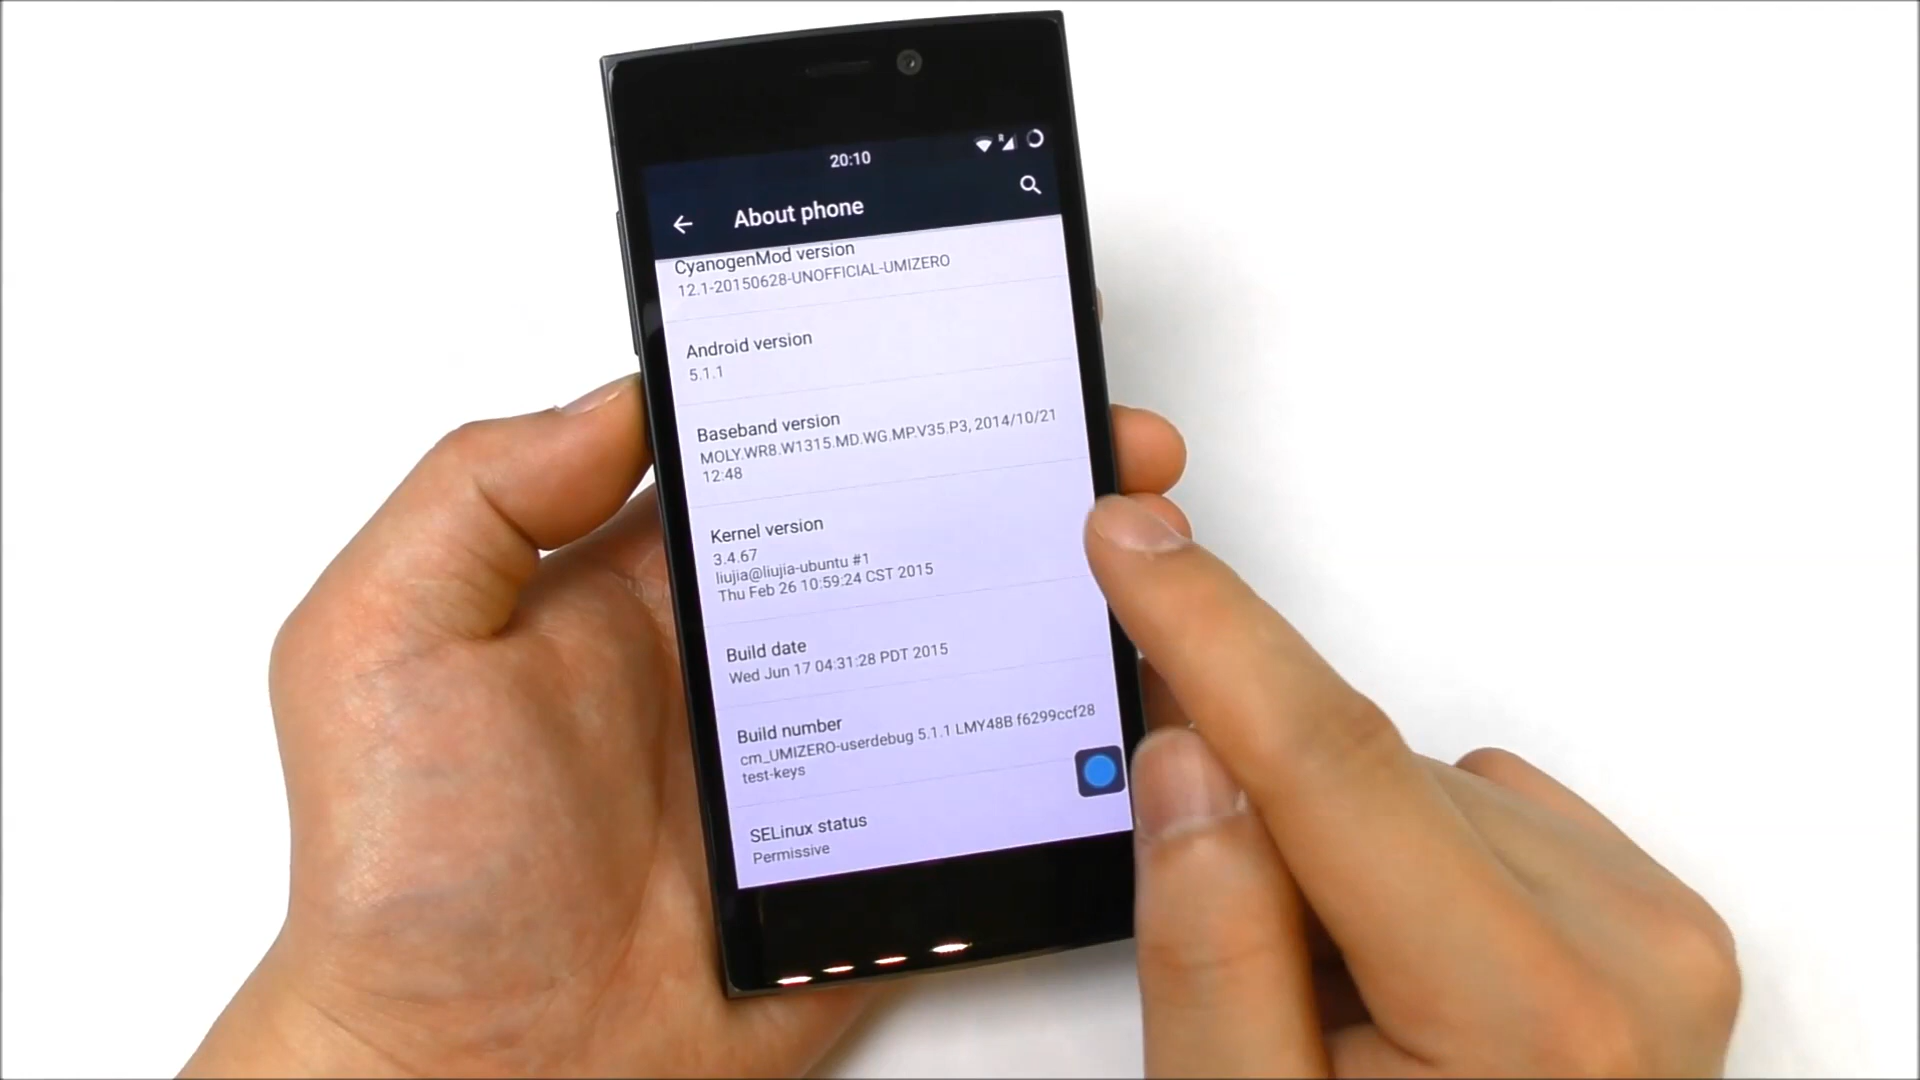 20:10
R
About phone
CyanogenMod version
12.1-20150628-UNOFFICIAL-UMIZERO
Android version
5.1.1
Baseband version
MOLY.WR8.W1315.MD.WG.MP.V35.P3, 2014/10/21
12:48
Kernel version
3.4.67
liujia@liujia-ubuntu #1
Thu Feb 26 10:59:24 CST 2015
Build date
Wed Jun 17 04:31:28 PDT 2015
Build number
cm_UMIZERO-userdebug 5.1.1 LMY48B f6299ccf28
test-keys
SELinux status
Permissive